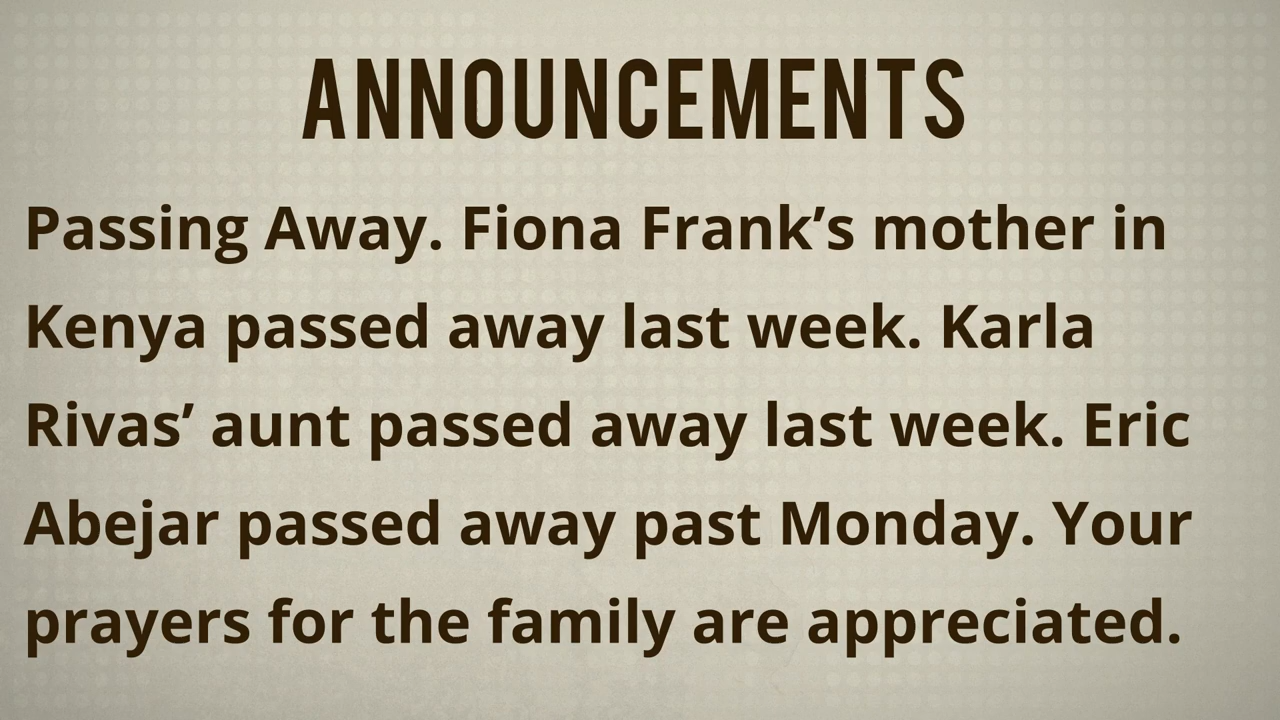 ANNOUNCEMENTS
Passing Away. Fiona Frank’s mother in
Kenya passed away last week. Karla
Rivas’ aunt passed away last week. Eric
Abejar passed away past Monday. Your
prayers for the family are appreciated.